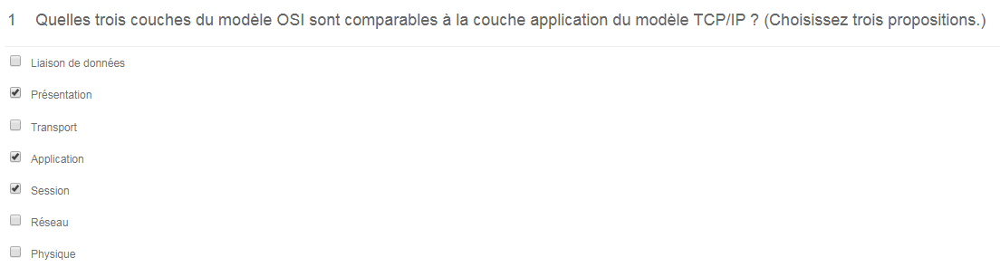 1 Quelles trois couches du modèle OSI sont comparables à la couche application du modèle TCP/IP ? (Choisissez trois propositions.)
Liaison de données
Présentation
Transport
Application
Session
Réseau
Physique